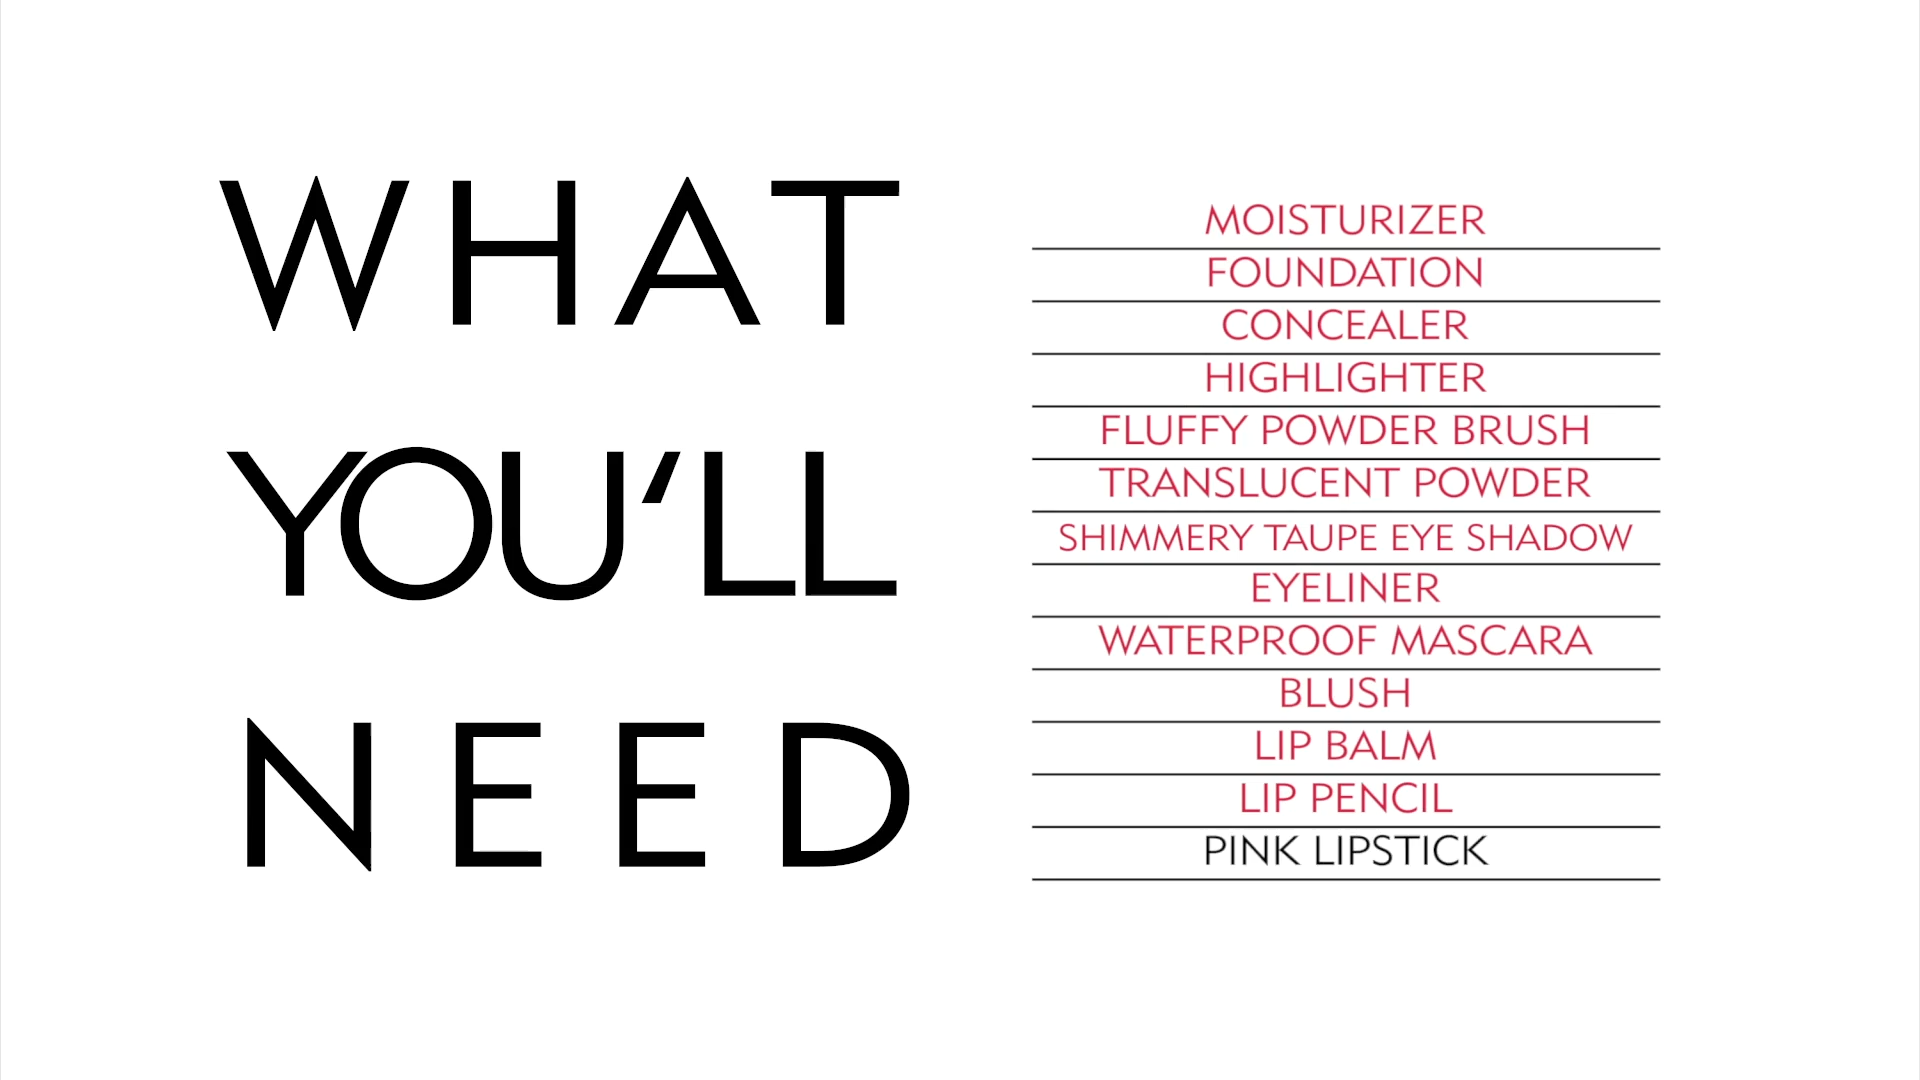 WHAT
YOU'LL
NEED
MOISTURIZER
FOUNDATION
CONCEALER
HIGHLIGHTER
FLUFFY POWDER BRUSH
TRANSLUCENT POWDER
SHIMMERY TAUPE EYE SHADOW
EYELINER
WATERPROOF MASCARA
BLUSH
LIP BALM
LIP PENCIL
PINK LIPSTICK